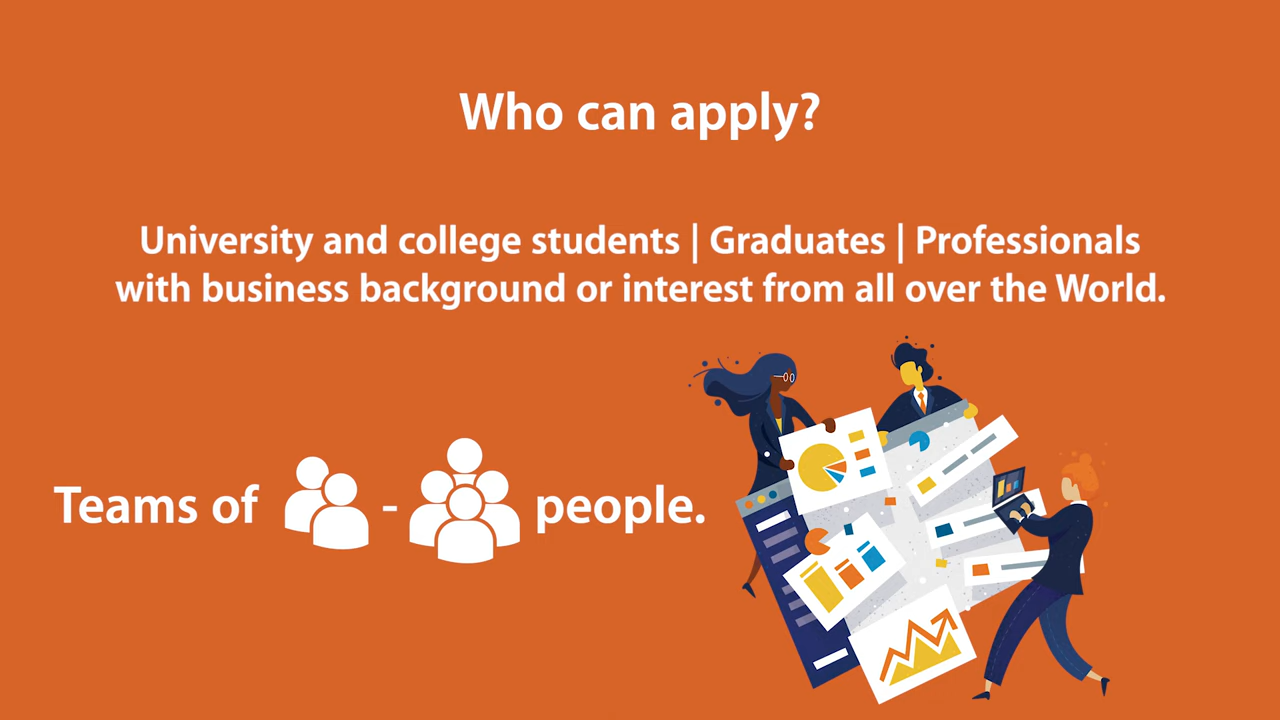 Who can apply?
University and college students | Graduates | Professionals
with business background or interest from all over the World.
Teams of - people.